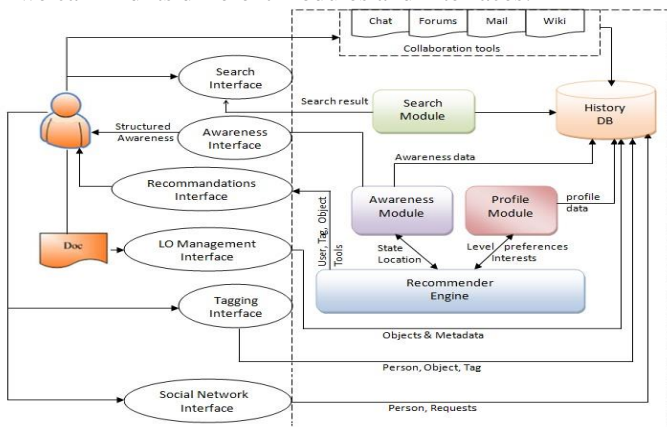 Chat Forums Mail Wiki
Collaboration tools
Search
Interface
Search result
Search
Module
History
DB
Structured
Awareness
Awareness
Interface
Awareness data
Recommandations
Interface
User, Tag, Object
Tools
Awareness
Module
Profile
Module
profile
data
Doc
LO Management
Interface
State
Location
Level, preferences
Interests
Recommender
Engine
Tagging
Interface
Objects & Metadata
Person, Object, Tag
Social Network
Interface
Person, Requests